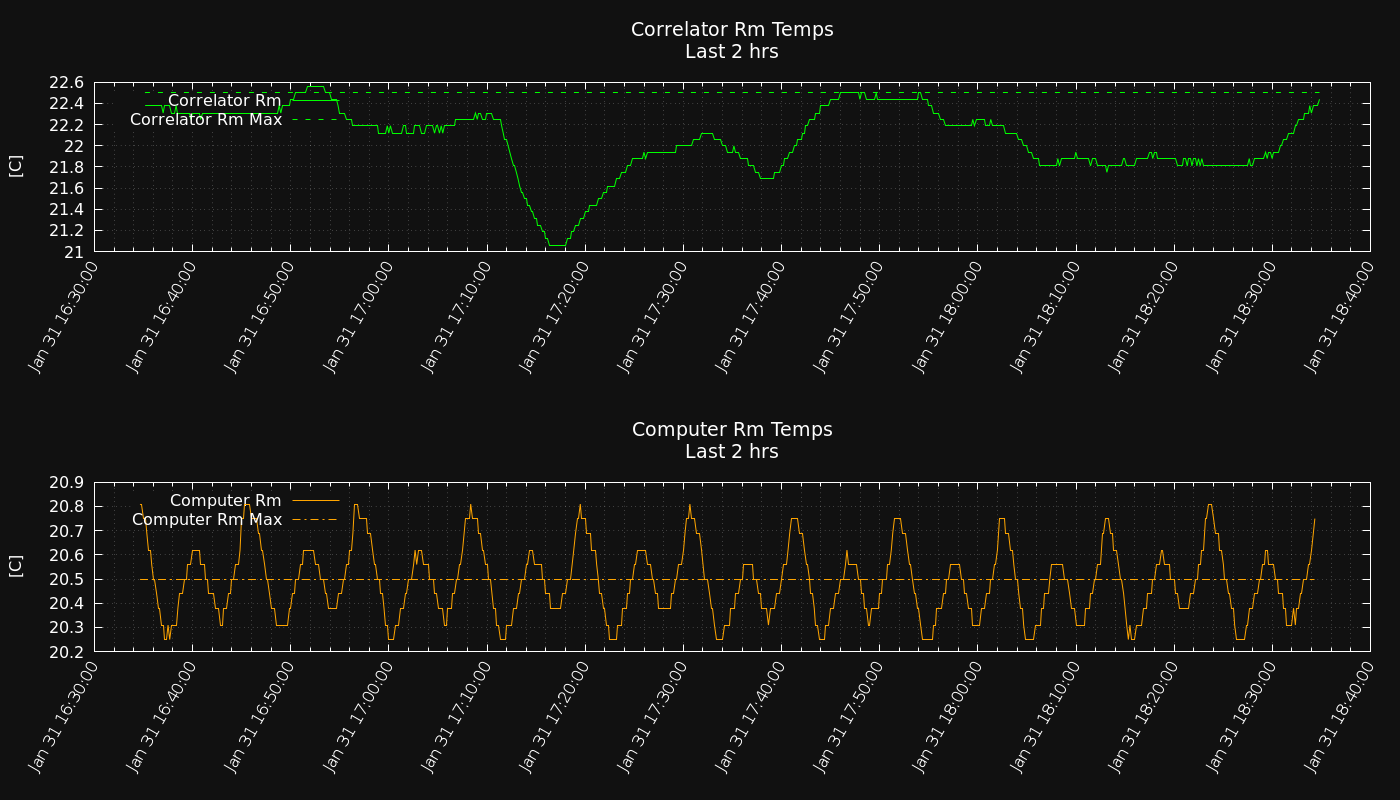 Correlator Rm Temps
Last 2 hrs
22.6
22.4
22.2
22
21.8
21.6
21.4
21.2
21
[C]
Correlator Rm
Correlator Rm Max
Jan 31 16:30:00
Jan 31 16:40:00
Jan 31 16:50:00
Jan 31 17:00:00
Jan 31 17:10:00
Jan 31 17:20:00
Jan 31 17:30:00
Jan 31 17:40:00
Jan 31 17:50:00
Jan 31 18:00:00
Jan 31 18:10:00
Jan 31 18:20:00
Jan 31 18:30:00
Jan 31 18:40:00
Computer Rm Temps
Last 2 hrs
20.9
20.8
20.7
20.6
20.5
20.4
20.3
20.2
[C]
Computer Rm
Computer Rm Max
Jan 31 16:30:00
Jan 31 16:40:00
Jan 31 16:50:00
Jan 31 17:00:00
Jan 31 17:10:00
Jan 31 17:20:00
Jan 31 17:30:00
Jan 31 17:40:00
Jan 31 17:50:00
Jan 31 18:00:00
Jan 31 18:10:00
Jan 31 18:20:00
Jan 31 18:30:00
Jan 31 18:40:00